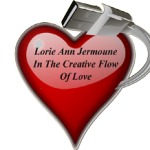 Lorie Ann Jermoune
In The Creative Flow
Of Love